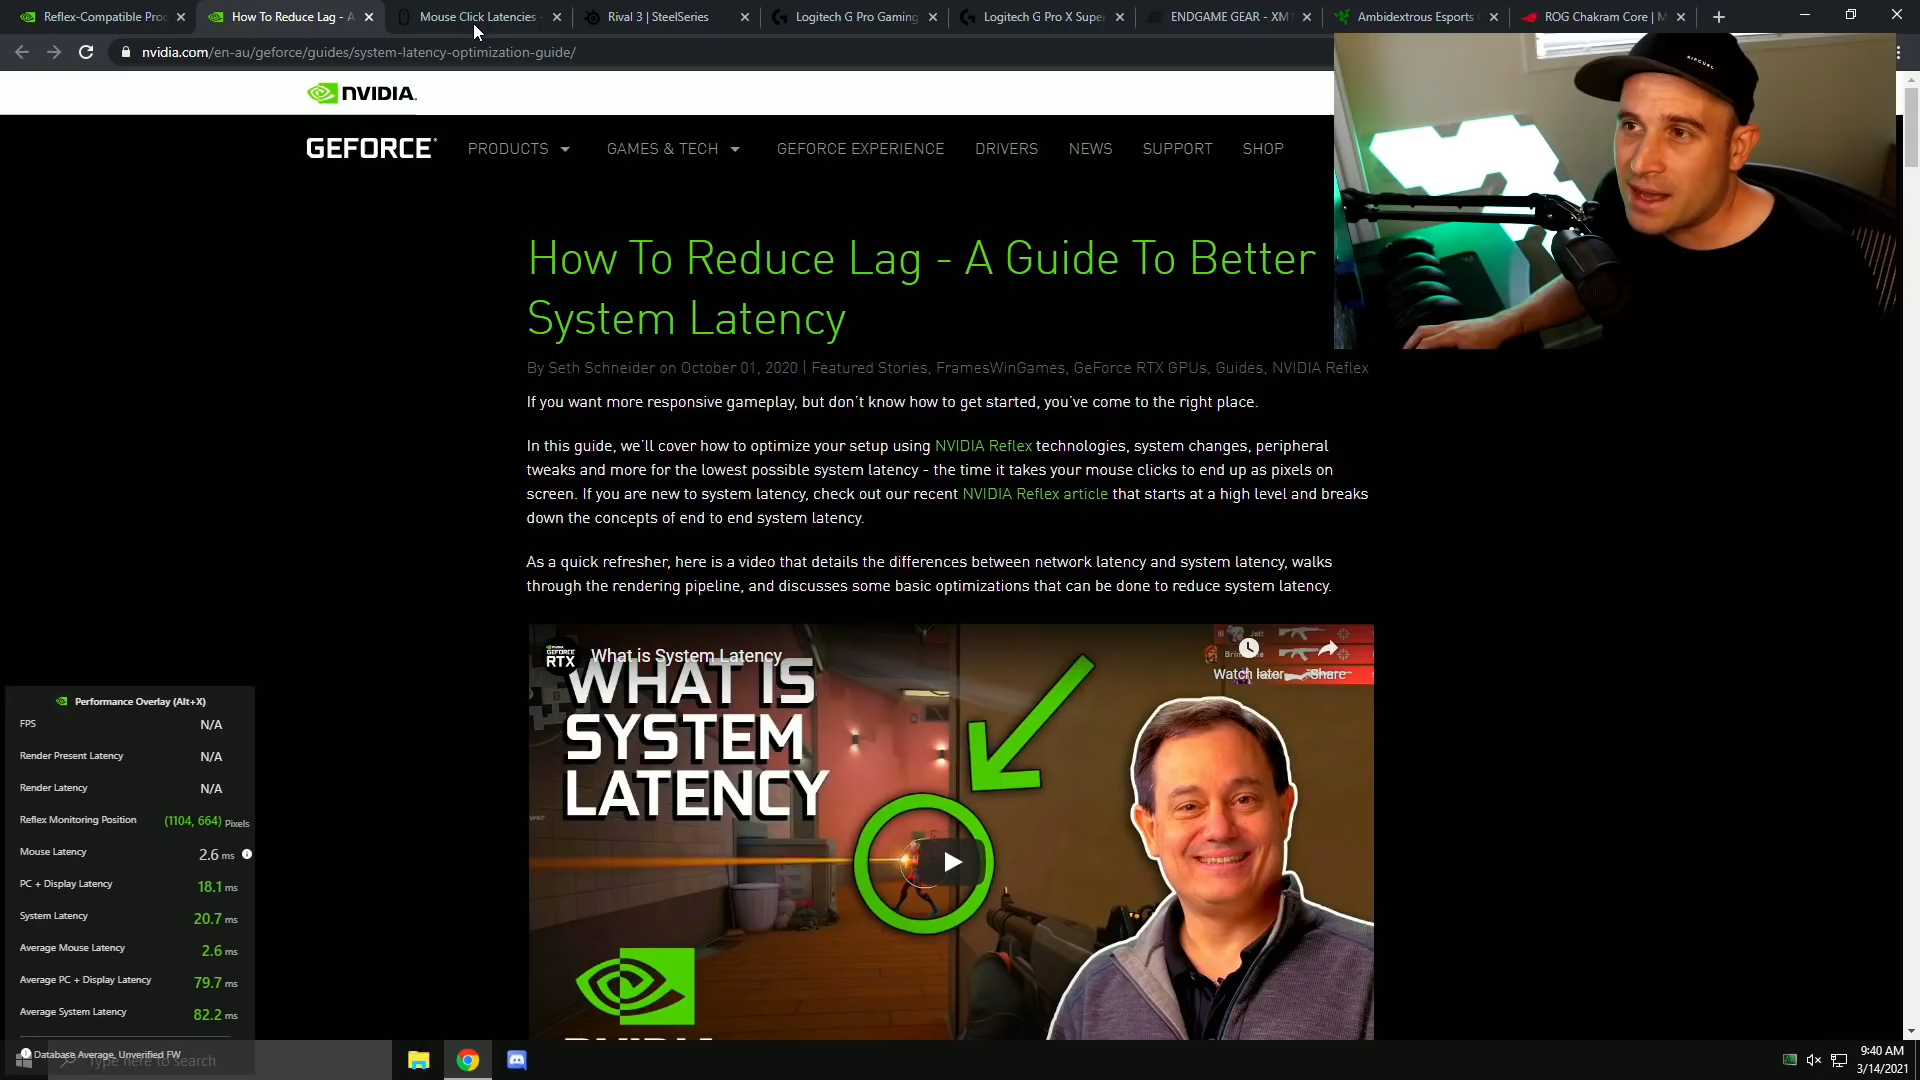 Reflex-Compatible Prod
How To Reduce Lag - A
Mouse Click Latencies -
Rival 3 | SteelSeries
Logitech G Pro Gaming
Logitech G Pro X Super
ENDGAME GEAR - XM1
Ambidextrous Esports
ROG Chakram Core | M
nvidia.com/en-au/geforce/guides/system-latency-optimization-guide/
NVIDIA.
GEFORCE
PRODUCTS
GAMES & TECH
GEFORCE EXPERIENCE
DRIVERS
NEWS
SUPPORT
SHOP
RIPCURL
How To Reduce Lag - A Guide To Better
System Latency
By Seth Schneider on October 01, 2020 | Featured Stories, FramesWinGames, GeForce RTX GPUs, Guides, NVIDIA Reflex
If you want more responsive gameplay, but don't know how to get started, you've come to the right place.
In this guide, we'll cover how to optimize your setup using NVIDIA Reflex technologies, system changes, peripheral
tweaks and more for the lowest possible system latency - the time it takes your mouse clicks to end up as pixels on
screen. If you are new to system latency, check out our recent NVIDIA Reflex article that starts at a high level and breaks
down the concepts of end to end system latency.
As a quick refresher, here is a video that details the differences between network latency and system latency, walks
through the rendering pipeline, and discusses some basic optimizations that can be done to reduce system latency.
GEFORCE
RTX
What is System Latency
Jett
Watch later
Share
WHAT IS
SYSTEM
LATENCY
NVIDIA
Performance Overlay (Alt+X)
FPS N/A
Render Present Latency N/A
Render Latency N/A
Reflex Monitoring Position (1104, 664) Pixels
Mouse Latency 2.6 ms
PC + Display Latency 18.1 ms
System Latency 20.7 ms
Average Mouse Latency 2.6 ms
Average PC + Display Latency 79.7 ms
Average System Latency 82.2 ms
Database Average, Unverified FW
Type here to search
9:40 AM
3/14/2021